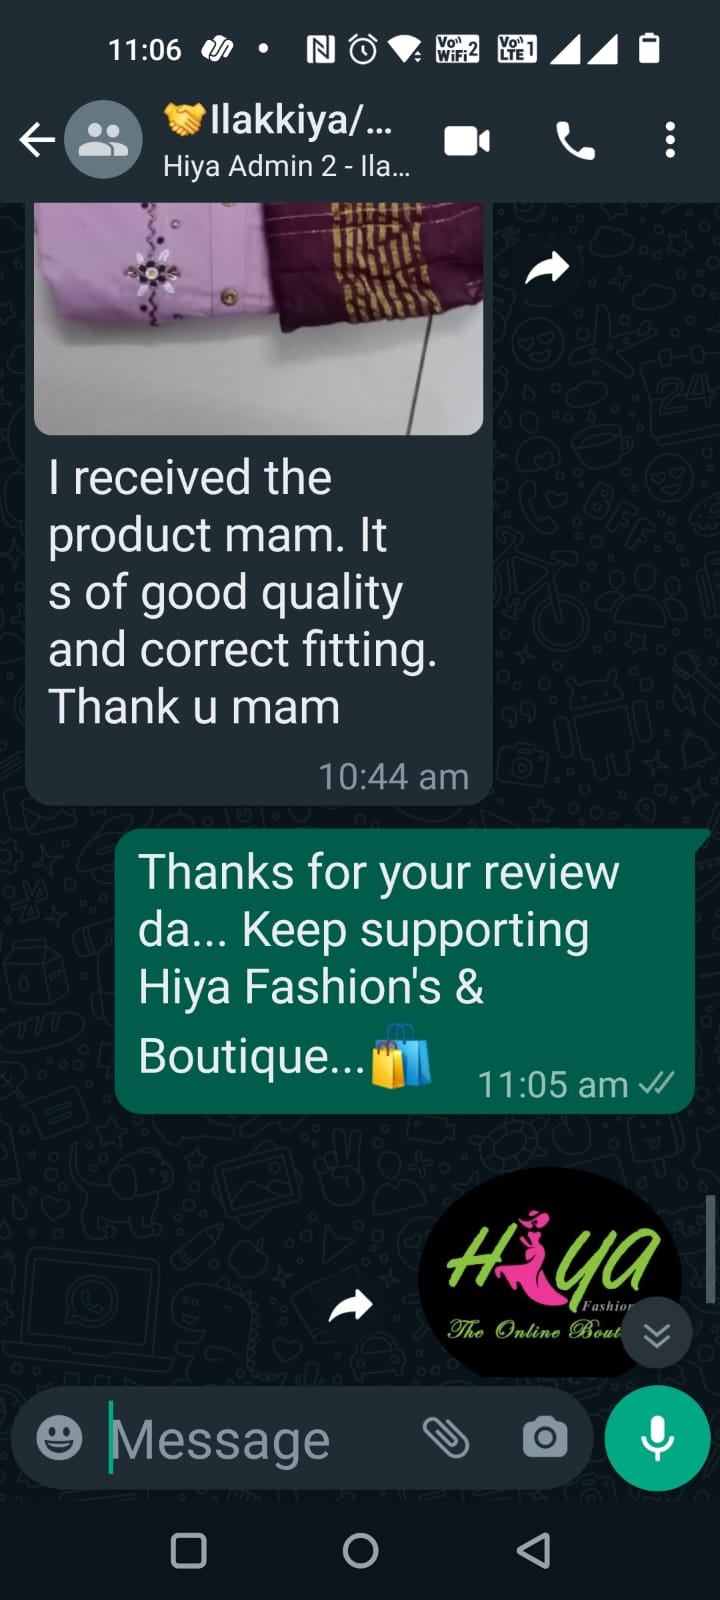 11:06
Vo WiFi 2 Vo LTE 1
🤝Ilakkiya/...
Hiya Admin 2 - Ila...
I received the
product mam. It
s of good quality
and correct fitting.
Thank u mam
10:44 am
Thanks for your review
da... Keep supporting
Hiya Fashion's &
Boutique...🛍️
11:05 am
HiyA
Fashion
The Online Bout
Message